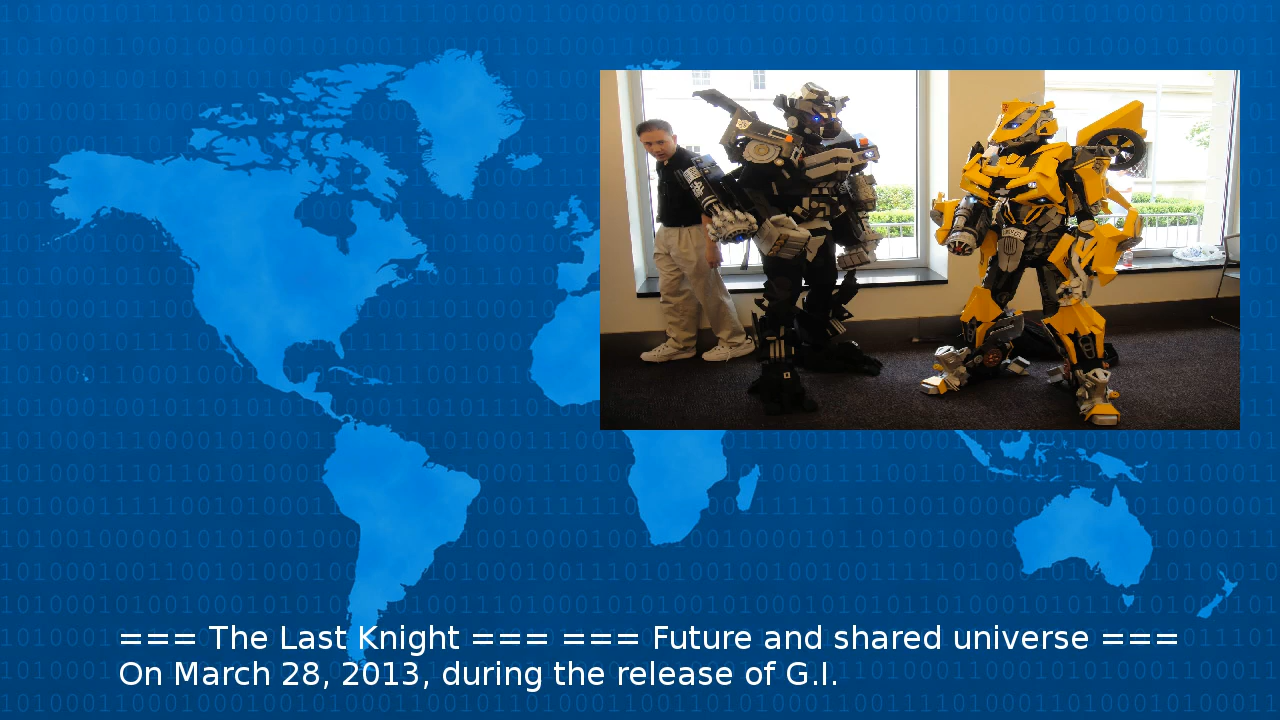 === The Last Knight === === Future and shared universe ===
On March 28, 2013, during the release of G.I.